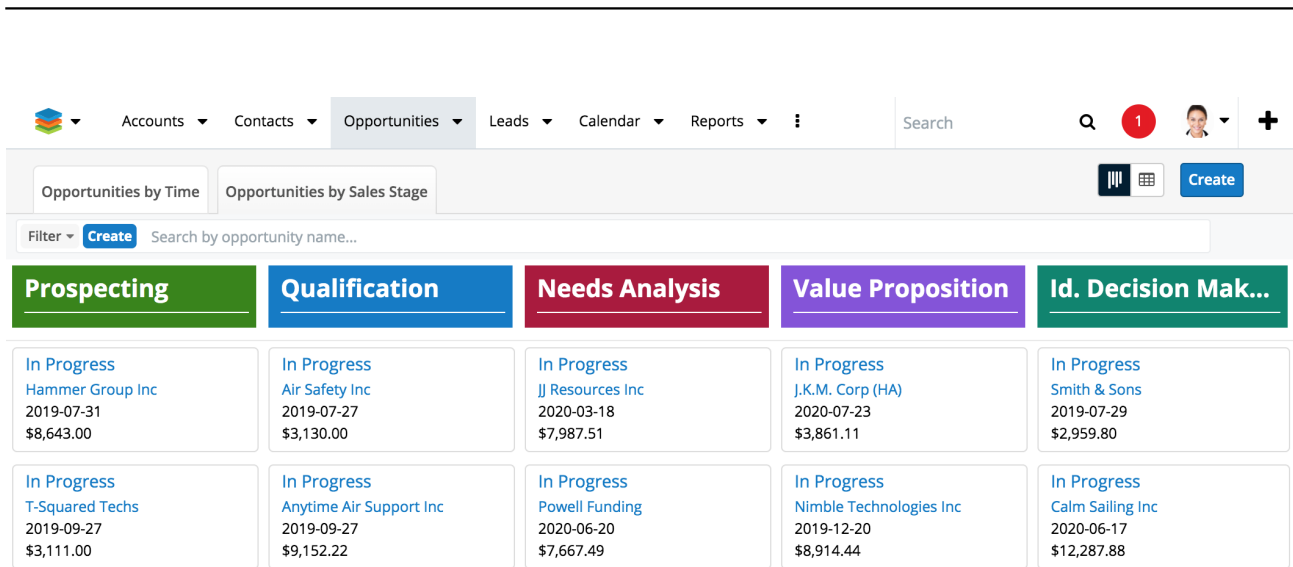 Accounts Contacts Opportunities Leads Calendar Reports Search 1
Opportunities by Time Opportunities by Sales Stage Create
Filter Create Search by opportunity name...
Prospecting Qualification Needs Analysis Value Proposition Id. Decision Mak...
In Progress In Progress In Progress In Progress In Progress
Hammer Group Inc Air Safety Inc JJ Resources Inc J.K.M. Corp (HA) Smith & Sons
2019-07-31 2019-07-27 2020-03-18 2020-07-23 2019-07-29
$8,643.00 $3,130.00 $7,987.51 $3,861.11 $2,959.80
In Progress In Progress In Progress In Progress In Progress
T-Squared Techs Anytime Air Support Inc Powell Funding Nimble Technologies Inc Calm Sailing Inc
2019-09-27 2019-09-27 2020-06-20 2019-12-20 2020-06-17
$3,111.00 $9,152.22 $7,667.49 $8,914.44 $12,287.88